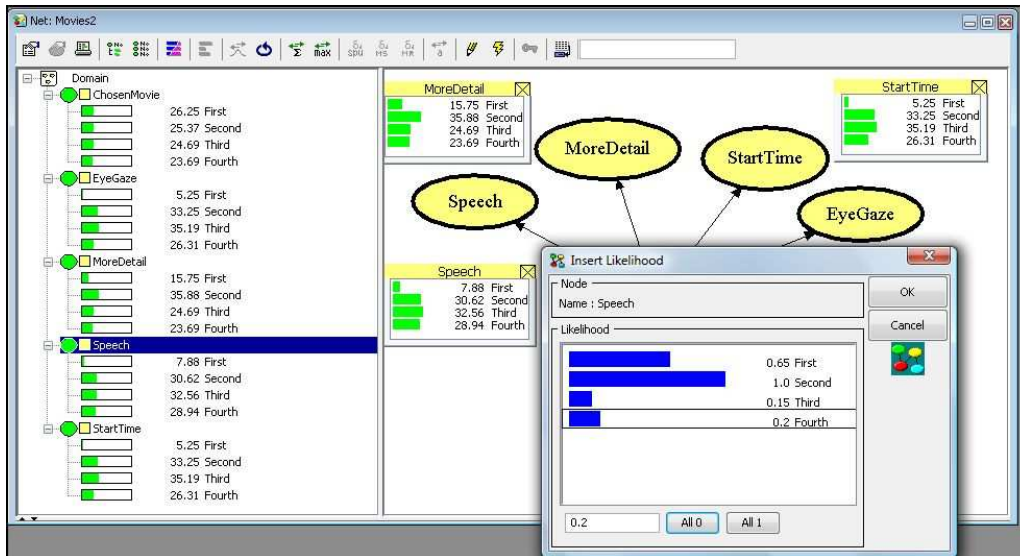 Net: Movies2
Domain
ChosenMovie
26.25 First
25.37 Second
24.69 Third
23.69 Fourth
EyeGaze
5.25 First
33.25 Second
35.19 Third
26.31 Fourth
MoreDetail
15.75 First
35.88 Second
24.69 Third
23.69 Fourth
Speech
7.88 First
30.62 Second
32.56 Third
28.94 Fourth
StartTime
5.25 First
33.25 Second
35.19 Third
26.31 Fourth
MoreDetail
15.75 First
35.88 Second
24.69 Third
23.69 Fourth
StartTime
5.25 First
33.25 Second
35.19 Third
26.31 Fourth
MoreDetail
StartTime
Speech
EyeGaze
Speech
7.88 First
30.62 Second
32.56 Third
28.94 Fourth
Insert Likelihood
Node
Name : Speech
OK
Cancel
Likelihood
0.65 First
1.0 Second
0.15 Third
0.2 Fourth
0.2
All 0
All 1